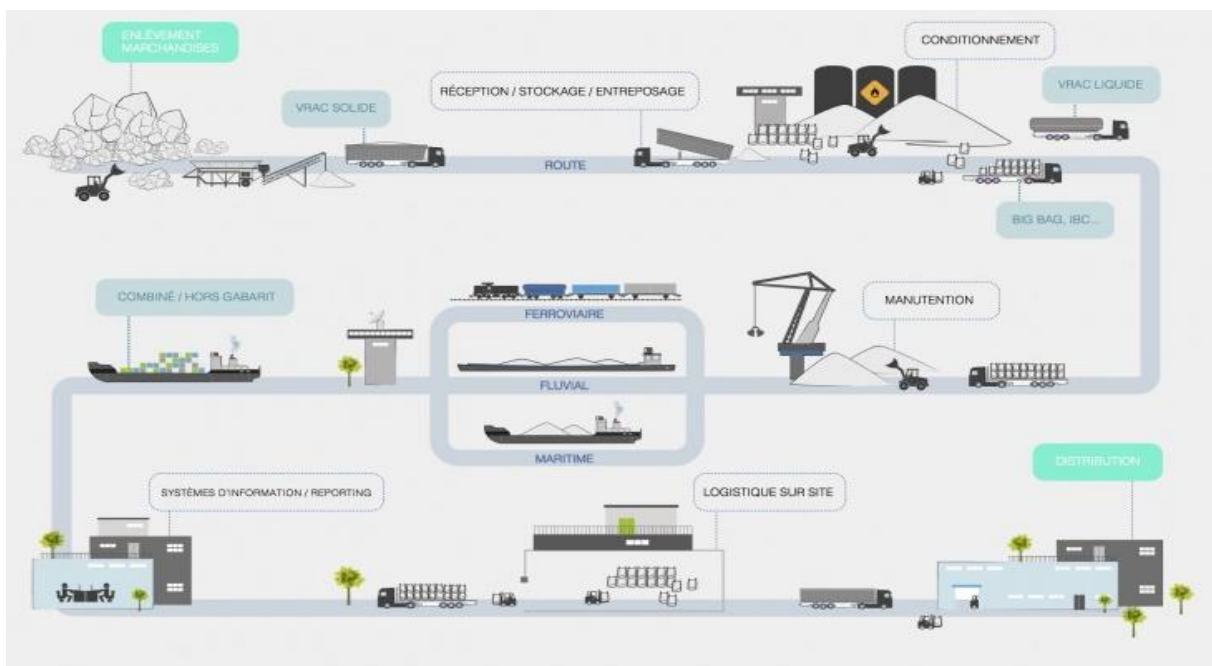 ENLÈVEMENT
MARCHANDISES
VRAC SOLIDE
RÉCEPTION / STOCKAGE / ENTREPOSAGE
CONDITIONNEMENT
VRAC LIQUIDE
ROUTE
BIG BAG, IBC...
COMBINÉ / HORS GABARIT
FERROVIAIRE
MANUTENTION
FLUVIAL
MARITIME
SYSTÈMES D'INFORMATION / REPORTING
LOGISTIQUE SUR SITE
DISTRIBUTION